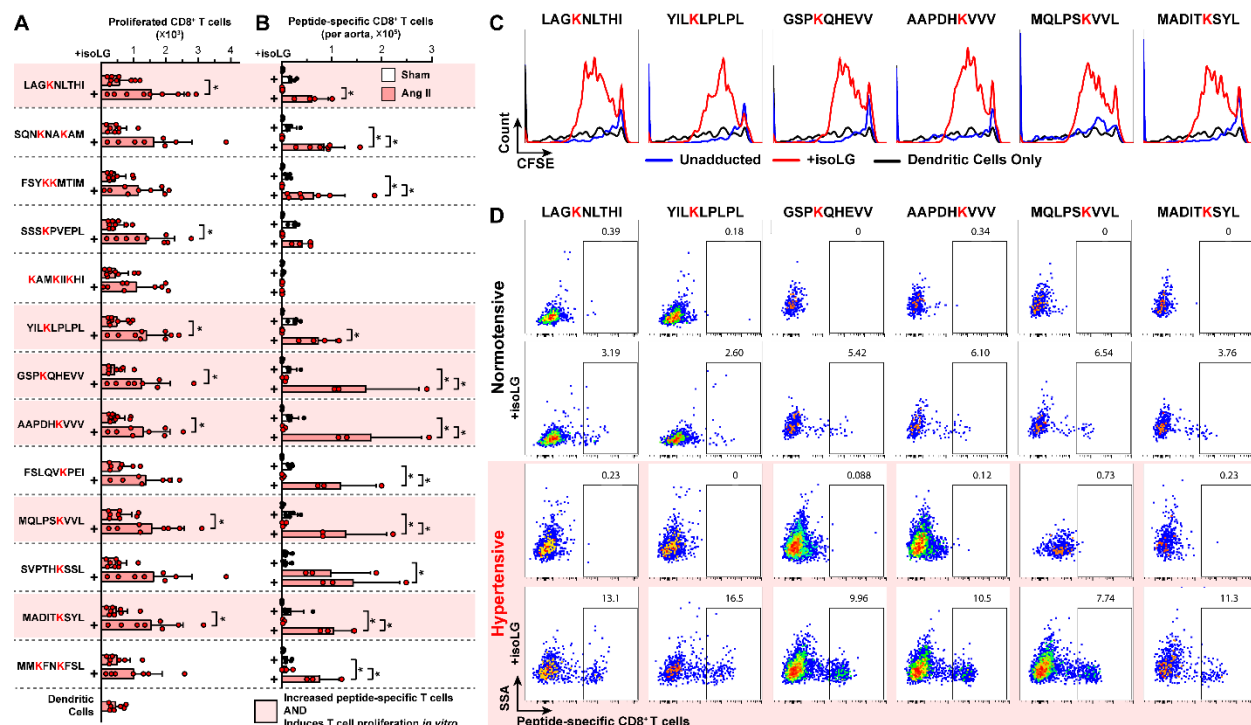 A
Proliferated CD8⁺ T cells
(×10³)
+isoLG
0 1 2 3 4
B
Peptide-specific CD8⁺ T cells
(per aorta, ×10⁵)
0 1 2 3
Sham
Ang II
LAGKNLTHI
+ + + *
*
SQNKNAKAM
+ + +
* *
FSYKKMTIM
+ + +
* *
SSSKPVEPL
+ + + *
KAMKIIKHI
+ + +
YILKLPLPL
+ + + *
*
GSPKQHEVV
+ + + *
* *
AAPDHKVVV
+ + + *
* *
FSLQVKPEI
+ + +
* *
MQLPSKVVL
+ + + *
* *
SVPTHKSSL
+ + +
*
MADITKSYL
+ + + *
* *
MMKFNKFSL
+ + +
* *
Dendritic
Cells
Increased peptide-specific T cells
AND
Induces T cell proliferation in vitro
C
LAGKNLTHI YILKLPLPL GSPKQHEVV AAPDHKVVV MQLPSKVVL MADITKSYL
Count
CFSE
Unadducted +isoLG Dendritic Cells Only
D
LAGKNLTHI YILKLPLPL GSPKQHEVV AAPDHKVVV MQLPSKVVL MADITKSYL
Normotensive
0.39 0.18 0 0.34 0 0
+isoLG
3.19 2.60 5.42 6.10 6.54 3.76
Hypertensive
0.23 0 0.088 0.12 0.73 0.23
+isoLG
13.1 16.5 9.96 10.5 7.74 11.3
SSA
Peptide-specific CD8⁺ T cells